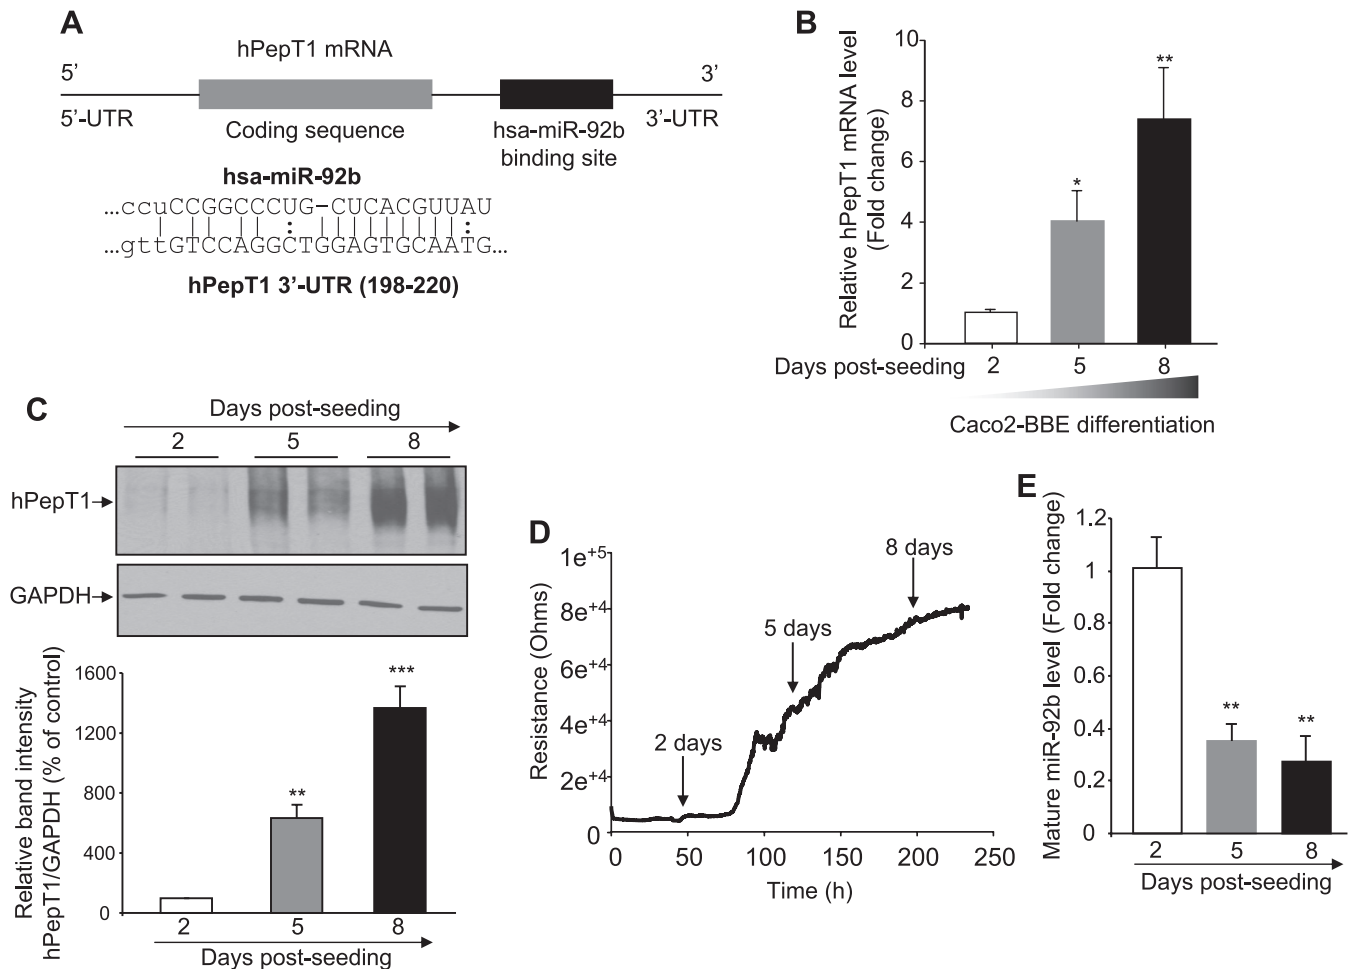 A
hPepT1 mRNA
5’
3’
5’-UTR
Coding sequence
hsa-miR-92b
binding site
3’-UTR
hsa-miR-92b
...ccuCCGGCCCUG-CUCACGUUAU
...gttGTCCAGGCTGGAGTGCAATG...
hPepT1 3’-UTR (198-220)
B
Relative hPepT1 mRNA level
(Fold change)
10
8
6
4
2
0
*
**
Days post-seeding 2 5 8
Caco2-BBE differentiation
C
Days post-seeding
2 5 8
hPepT1
GAPDH
Relative band intensity
hPepT1/GAPDH (% of control)
1600
1200
800
400
0
**
***
2 5 8
Days post-seeding
D
Resistance (Ohms)
1e+5
8e+4
6e+4
4e+4
2e+4
0
2 days
5 days
8 days
0 50 100 150 200 250
Time (h)
E
Mature miR-92b level (Fold change)
1.2
1
0.8
0.6
0.4
0.2
0
**
**
2 5 8
Days post-seeding